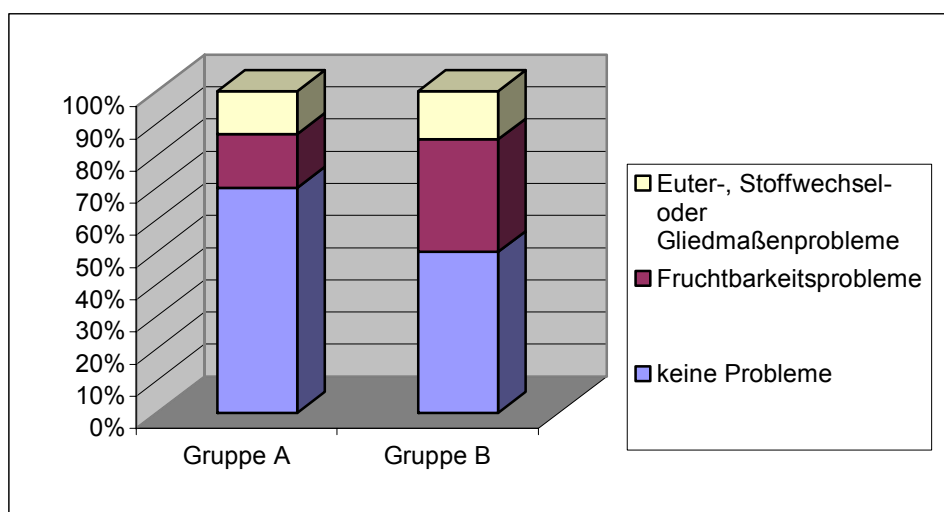 100%
90%
80%
70%
60%
50%
40%
30%
20%
10%
0%
Gruppe A
Gruppe B
Euter-, Stoffwechsel-
oder
Gliedmaßenprobleme
Fruchtbarkeitsprobleme
keine Probleme